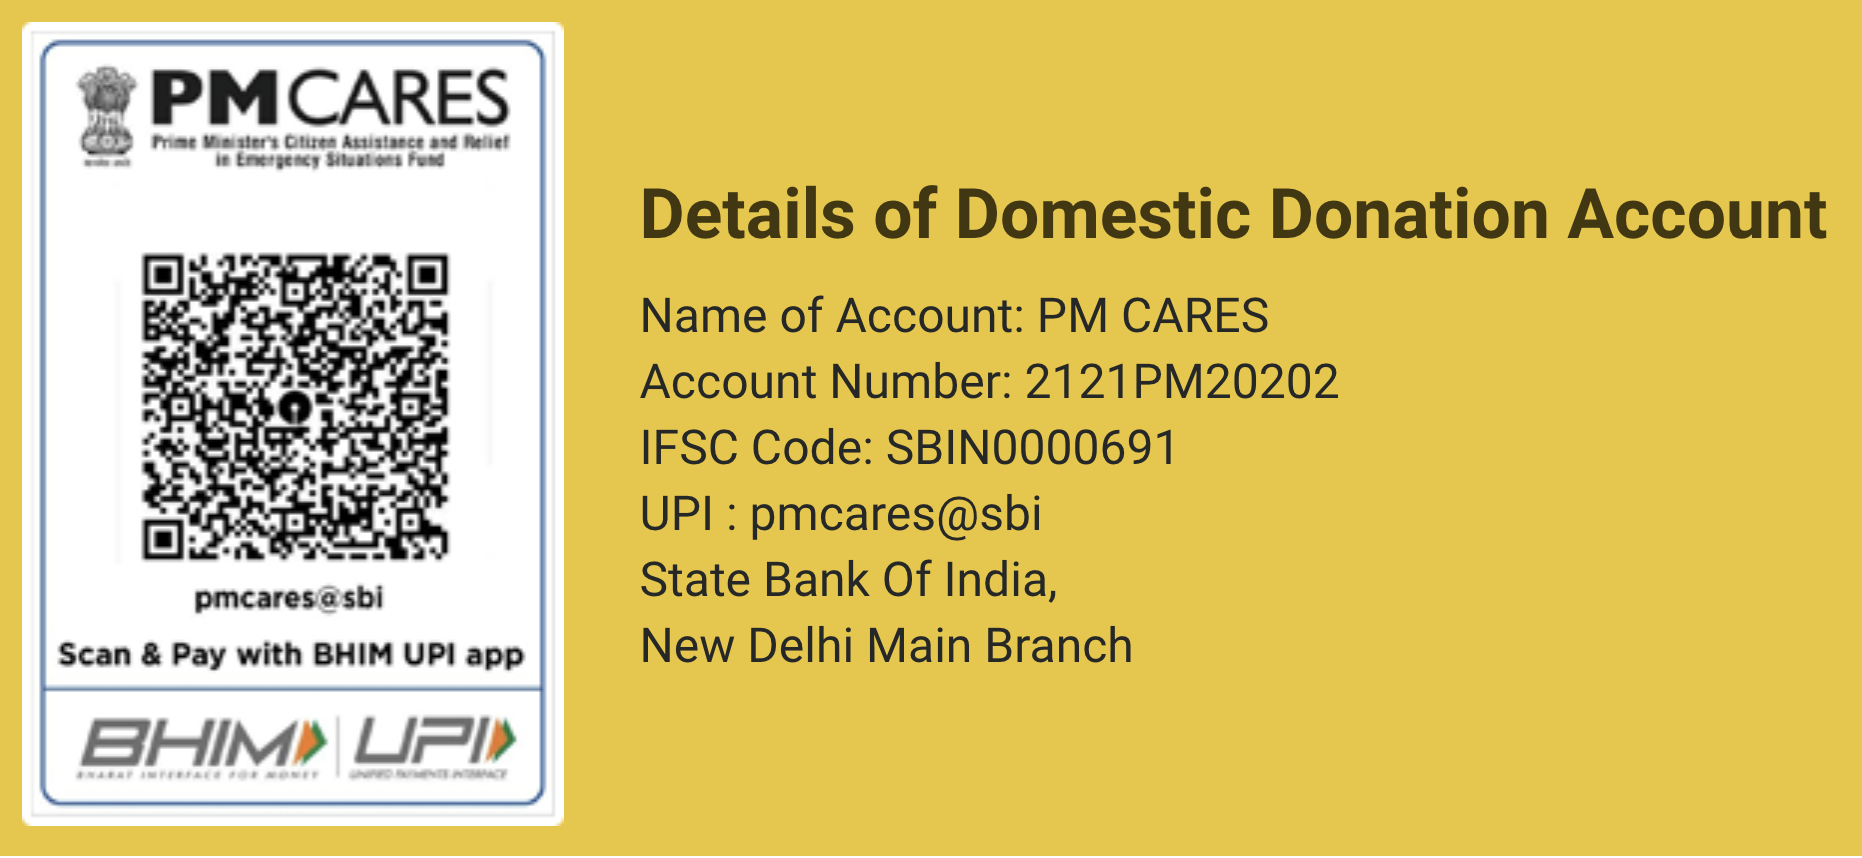 PM CARES
Prime Minister's Citizen Assistance and Relief
in Emergency Situations Fund
pmcares@sbi
Scan & Pay with BHIM UPI app
BHIM
BHARAT INTERFACE FOR MONEY
UPI
UNIFIED PAYMENTS INTERFACE
Details of Domestic Donation Account
Name of Account: PM CARES
Account Number: 2121PM20202
IFSC Code: SBIN0000691
UPI : pmcares@sbi
State Bank Of India,
New Delhi Main Branch